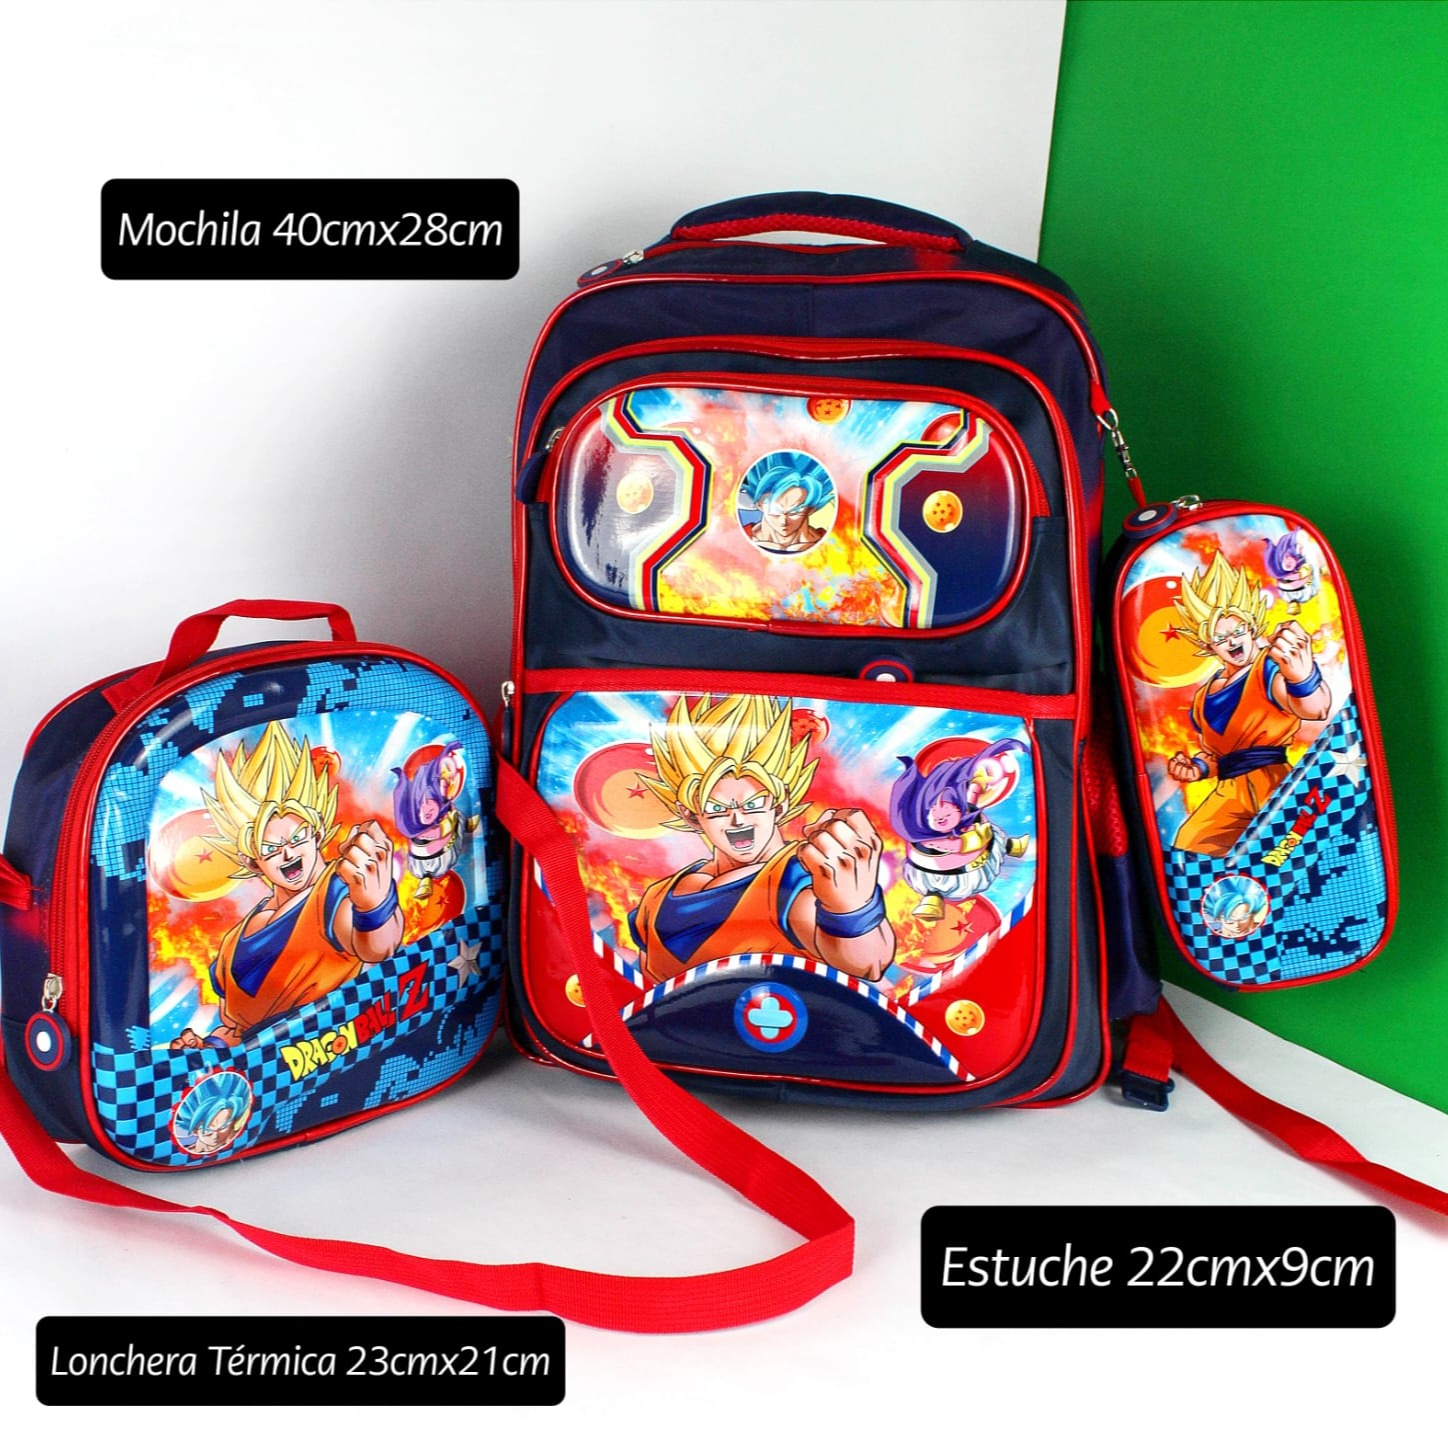 Mochila 40cmx28cm
DRAGON BALL Z
DRAGON BALL Z
Estuche 22cmx9cm
Lonchera Térmica 23cmx21cm